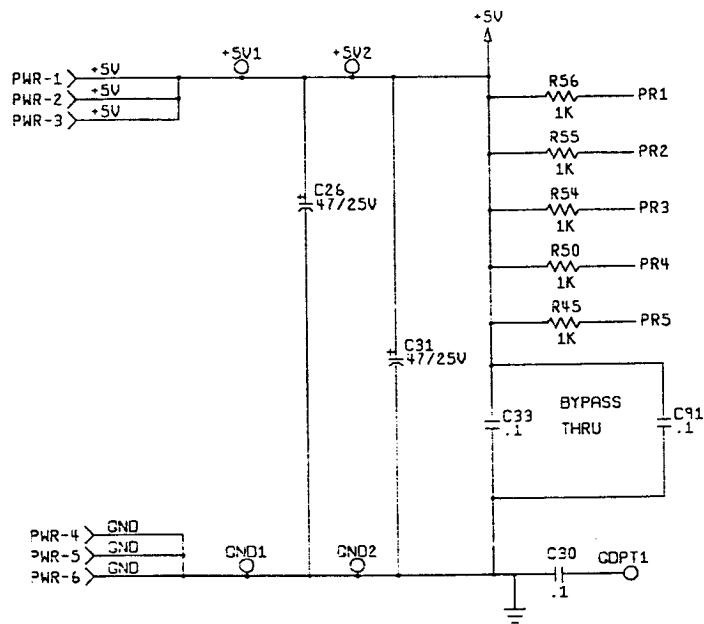 +5V
+5V1
+5V2
PWR-1 +5V
PWR-2 +5V
PWR-3 +5V
R56
1K
PR1
R55
1K
PR2
R54
1K
PR3
R50
1K
PR4
R45
1K
PR5
+ C26
47/25V
+ C31
47/25V
C33
.1
BYPASS
THRU
C91
.1
PWR-4 GND
PWR-5 GND
PWR-6 GND
GND1
GND2
C30
.1
GDPT1